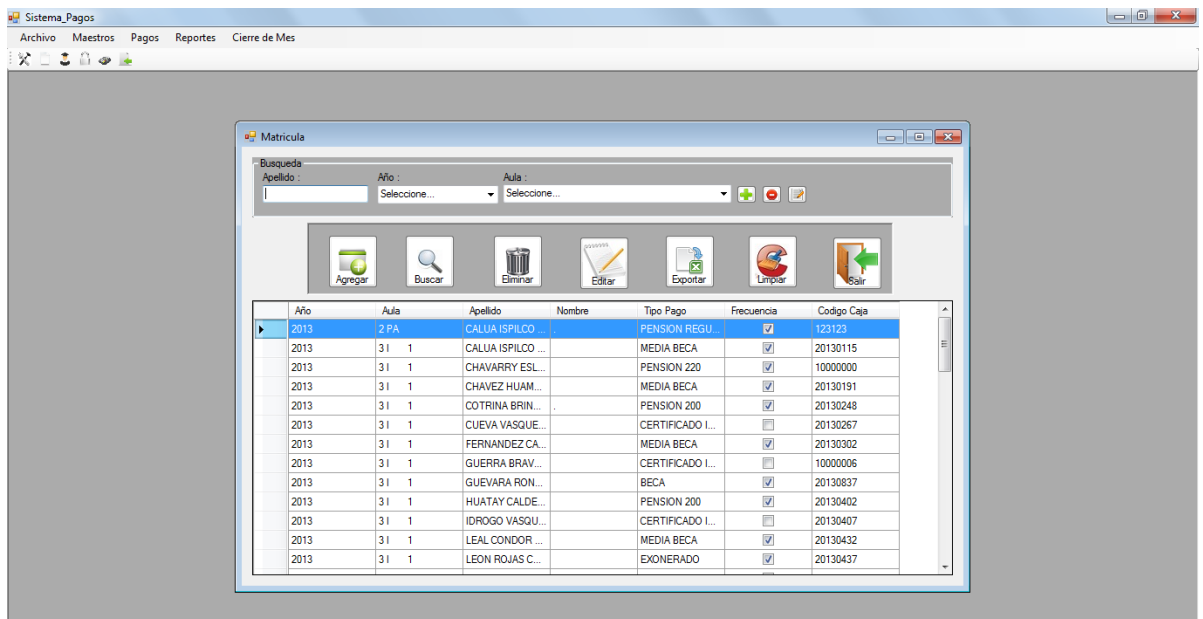 Sistema_Pagos
Archivo Maestros Pagos Reportes Cierre de Mes
Matricula
Busqueda
Apellido : Año : Aula :
Seleccione... Seleccione...
Agregar Buscar Eliminar Editar Exportar Limpiar Salir
Año Aula Apellido Nombre Tipo Pago Frecuencia Codigo Caja
2013 2 PA CALUA ISPILCO ... . PENSION REGU... 123123
2013 3 I 1 CALUA ISPILCO ... MEDIA BECA 20130115
2013 3 I 1 CHAVARRY ESL... PENSION 220 10000000
2013 3 I 1 CHAVEZ HUAM... MEDIA BECA 20130191
2013 3 I 1 COTRINA BRIN... . PENSION 200 20130248
2013 3 I 1 CUEVA VASQUE... CERTIFICADO I... 20130267
2013 3 I 1 FERNANDEZ CA... MEDIA BECA 20130302
2013 3 I 1 GUERRA BRAV... CERTIFICADO I... 10000006
2013 3 I 1 GUEVARA RON... BECA 20130837
2013 3 I 1 HUATAY CALDE... PENSION 200 20130402
2013 3 I 1 IDROGO VASQU... CERTIFICADO I... 20130407
2013 3 I 1 LEAL CONDOR ... MEDIA BECA 20130432
2013 3 I 1 LEON ROJAS C... EXONERADO 20130437